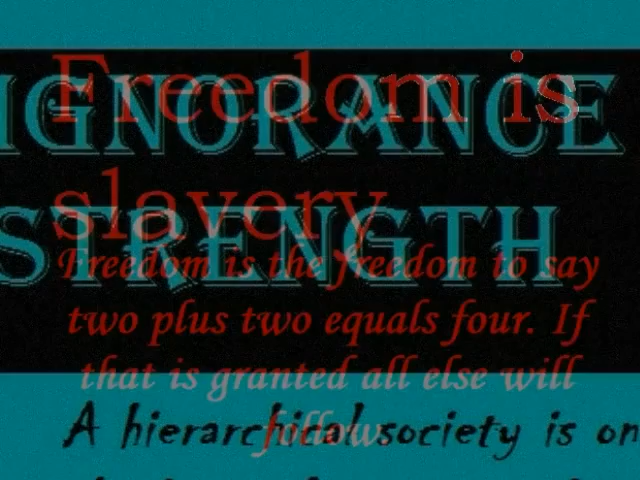 Freedom is
IGNORANCE
slavery
STRENGTH
Freedom is the freedom to say
two plus two equals four. If
that is granted all else will
follow.
A hierarchical society is on